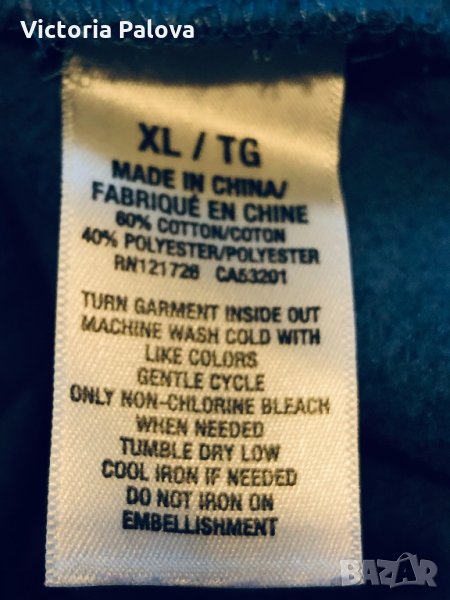 Victoria Palova
XL / TG
MADE IN CHINA/
FABRIQUÉ EN CHINE
60% COTTON/COTON
40% POLYESTER/POLYESTER
RN121726 CA53201
TURN GARMENT INSIDE OUT
MACHINE WASH COLD WITH
LIKE COLORS
GENTLE CYCLE
ONLY NON-CHLORINE BLEACH
WHEN NEEDED
TUMBLE DRY LOW
COOL IRON IF NEEDED
DO NOT IRON ON
EMBELLISHMENT
BAZAR